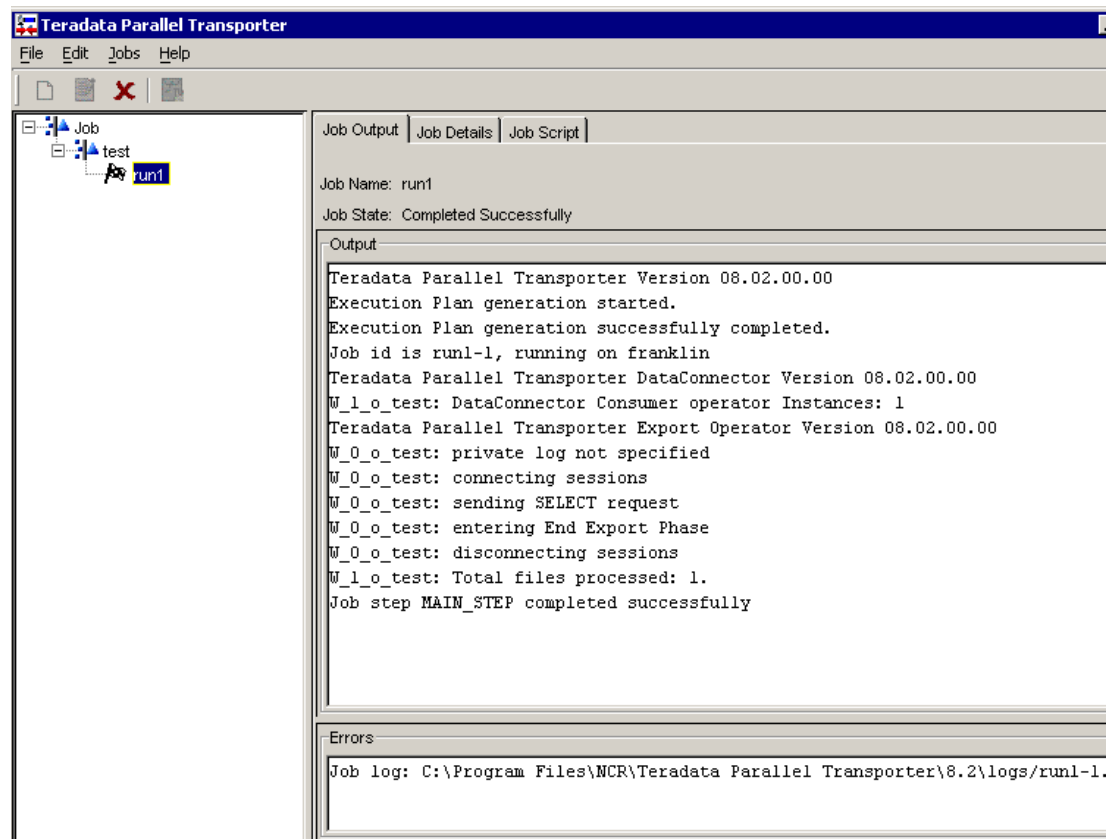 Teradata Parallel Transporter
File Edit Jobs Help
Job
test
run1
Job Output Job Details Job Script
Job Name: run1
Job State: Completed Successfully
Output
Teradata Parallel Transporter Version 08.02.00.00
Execution Plan generation started.
Execution Plan generation successfully completed.
Job id is run1-1, running on franklin
Teradata Parallel Transporter DataConnector Version 08.02.00.00
W_1_o_test: DataConnector Consumer operator Instances: 1
Teradata Parallel Transporter Export Operator Version 08.02.00.00
W_0_o_test: private log not specified
W_0_o_test: connecting sessions
W_0_o_test: sending SELECT request
W_0_o_test: entering End Export Phase
W_0_o_test: disconnecting sessions
W_1_o_test: Total files processed: 1.
Job step MAIN_STEP completed successfully
Errors
Job log: C:\Program Files\NCR\Teradata Parallel Transporter\8.2\logs/run1-1.